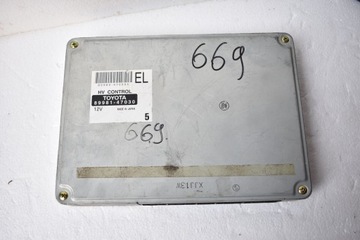 EL
669
HV CONTROL
TOYOTA
89981-47030
12V MADE IN JAPAN
5
669